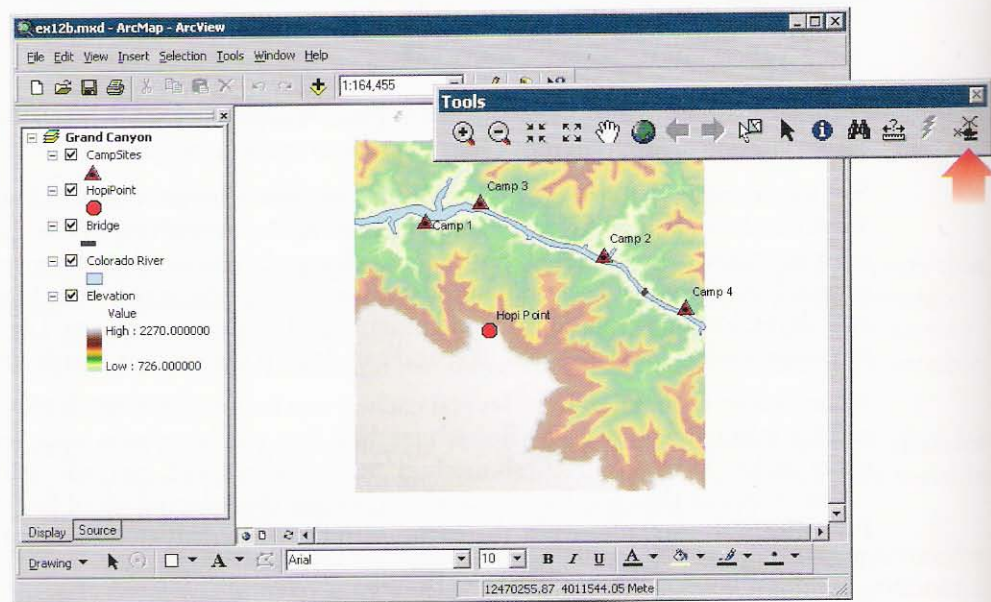 ex12b.mxd - ArcMap - ArcView
File Edit View Insert Selection Tools Window Help
1:164,455
Tools
Grand Canyon
CampSites
HopiPoint
Bridge
Colorado River
Elevation
Value
High : 2270.000000
Low : 726.000000
Camp 3
Camp 1
Camp 2
Camp 4
Hopi Point
Display Source
Drawing A Arial 10 B I U A
12470255.87 4011544.05 Mete